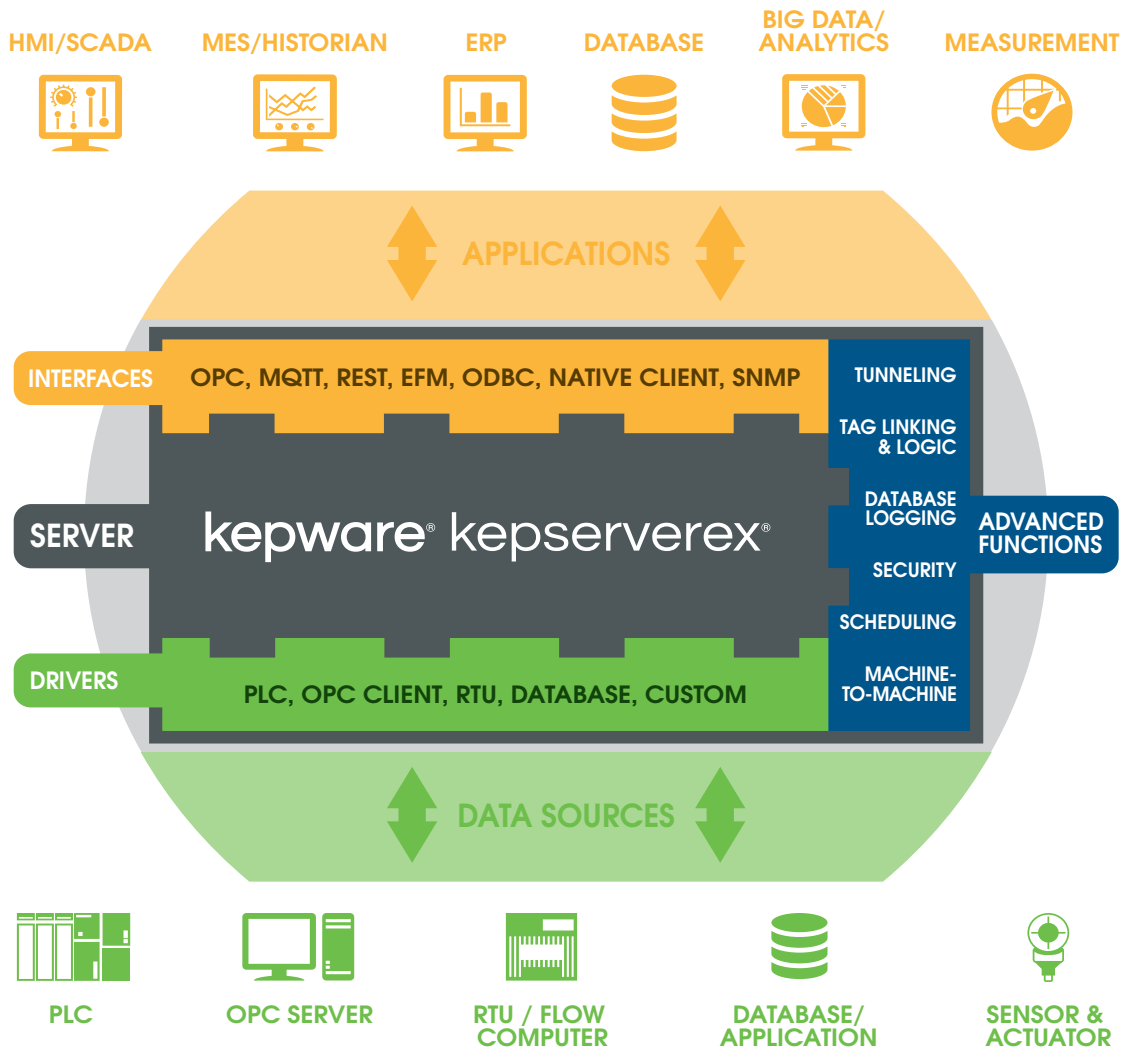 HMI/SCADA
MES/HISTORIAN
ERP
DATABASE
BIG DATA/
ANALYTICS
MEASUREMENT
APPLICATIONS
INTERFACES
OPC, MQTT, REST, EFM, ODBC, NATIVE CLIENT, SNMP
TUNNELING
TAG LINKING
& LOGIC
DATABASE
LOGGING
SECURITY
SCHEDULING
MACHINE-
TO-MACHINE
SERVER
kepware® kepserverex®
ADVANCED
FUNCTIONS
DRIVERS
PLC, OPC CLIENT, RTU, DATABASE, CUSTOM
DATA SOURCES
PLC
OPC SERVER
RTU / FLOW
COMPUTER
DATABASE/
APPLICATION
SENSOR &
ACTUATOR